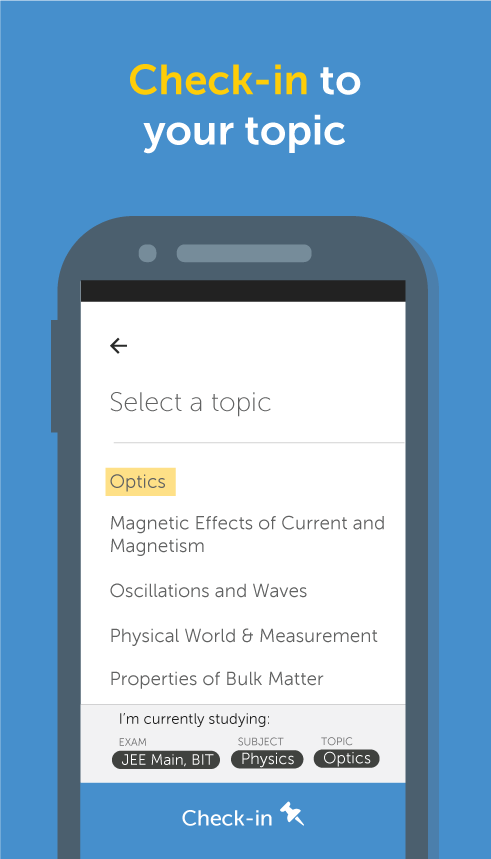 Check-in to
your topic
Select a topic
Optics
Magnetic Effects of Current and
Magnetism
Oscillations and Waves
Physical World & Measurement
Properties of Bulk Matter
I'm currently studying:
EXAM SUBJECT TOPIC
JEE Main, BIT Physics Optics
Check-in